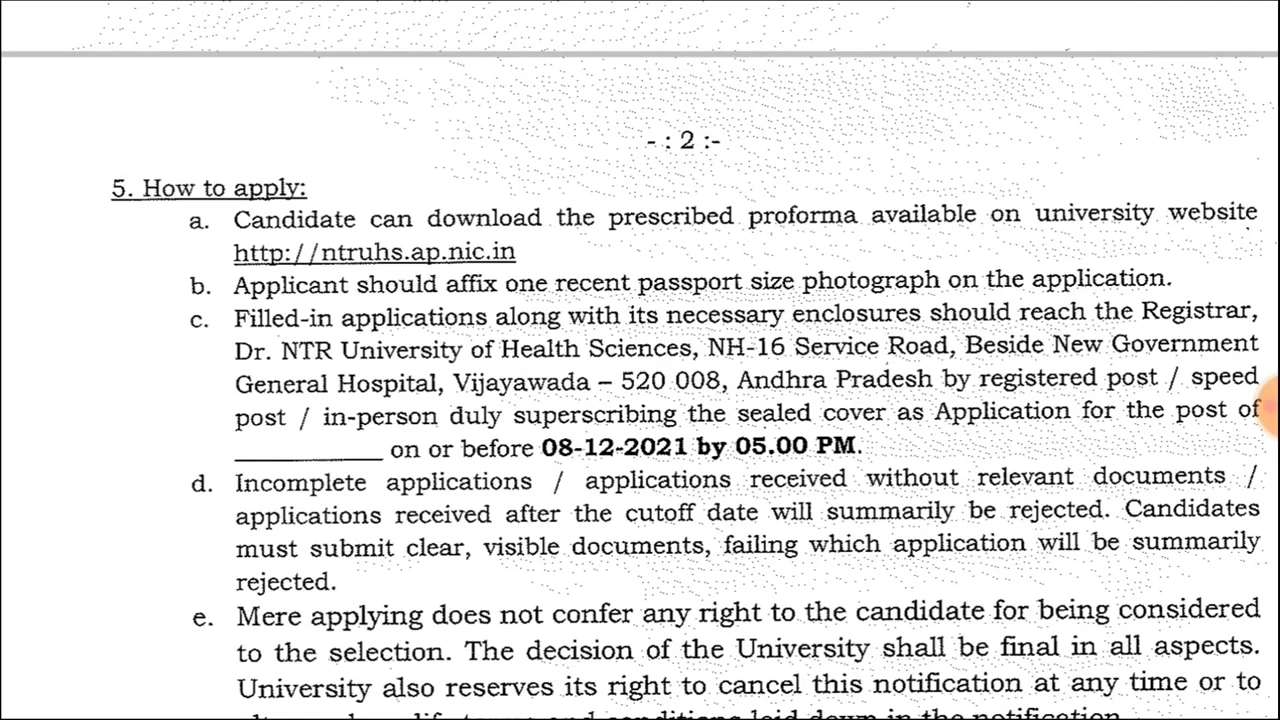 - : 2 :-
5. How to apply:
a. Candidate can download the prescribed proforma available on university website
http://ntruhs.ap.nic.in
b. Applicant should affix one recent passport size photograph on the application.
c. Filled-in applications along with its necessary enclosures should reach the Registrar,
Dr. NTR University of Health Sciences, NH-16 Service Road, Beside New Government
General Hospital, Vijayawada – 520 008, Andhra Pradesh by registered post / speed
post / in-person duly superscribing the sealed cover as Application for the post of
____________ on or before 08-12-2021 by 05.00 PM.
d. Incomplete applications / applications received without relevant documents /
applications received after the cutoff date will summarily be rejected. Candidates
must submit clear, visible documents, failing which application will be summarily
rejected.
e. Mere applying does not confer any right to the candidate for being considered
to the selection. The decision of the University shall be final in all aspects.
University also reserves its right to cancel this notification at any time or to
conditions laid down in the notification.